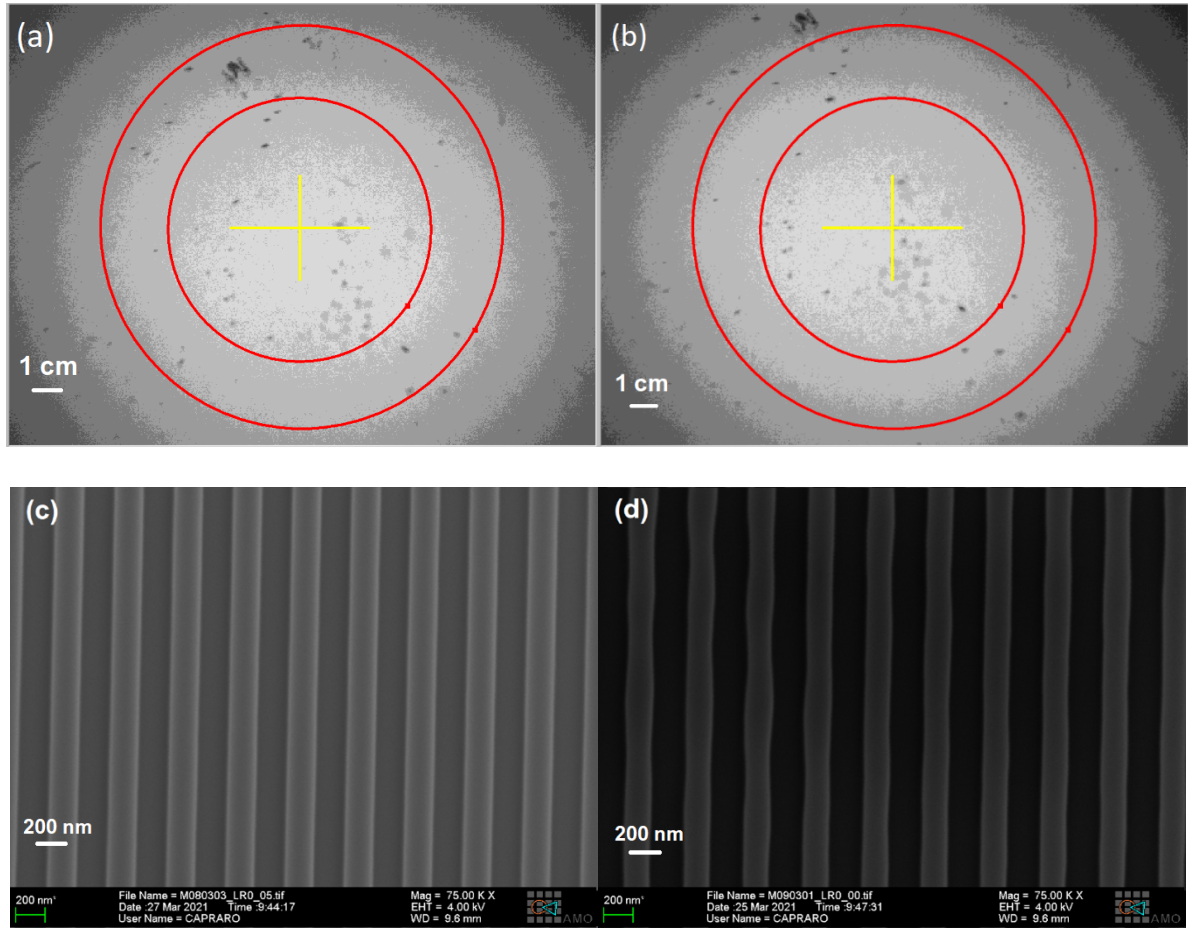 (a)
(b)
1 cm
1 cm
(c)
(d)
200 nm
200 nm
200 nm
File Name = M080303_LR0_05.tif
Date :27 Mar 2021 Time :9:44:17
User Name = CAPRARO
Mag = 75.00 K X
EHT = 4.00 kV
WD = 9.6 mm
AMO
200 nm
File Name = M090301_LR0_00.tif
Date :25 Mar 2021 Time :9:47:31
User Name = CAPRARO
Mag = 75.00 K X
EHT = 4.00 kV
WD = 9.6 mm
AMO